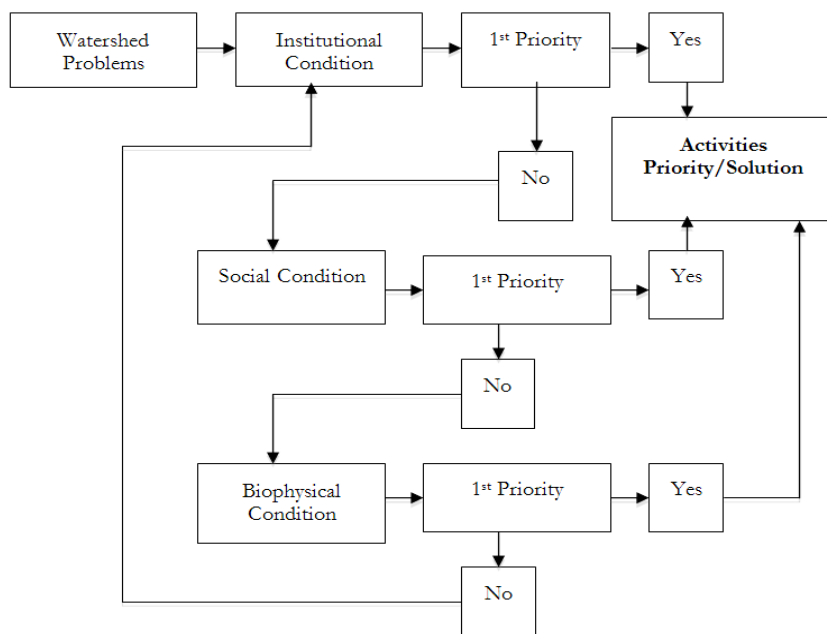 Watershed
Problems
Institutional
Condition
1st Priority
Yes
Activities
Priority/Solution
No
Social Condition
1st Priority
Yes
No
Biophysical
Condition
1st Priority
Yes
No